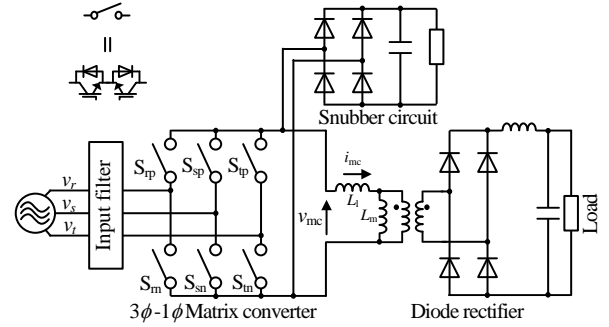 Snubber circuit
S_rp
S_sp
S_tp
i_mc
L_l
L_m
v_mc
v_r
v_s
v_t
Input filter
Load
S_rn
S_sn
S_tn
3ϕ-1ϕ Matrix converter
Diode rectifier